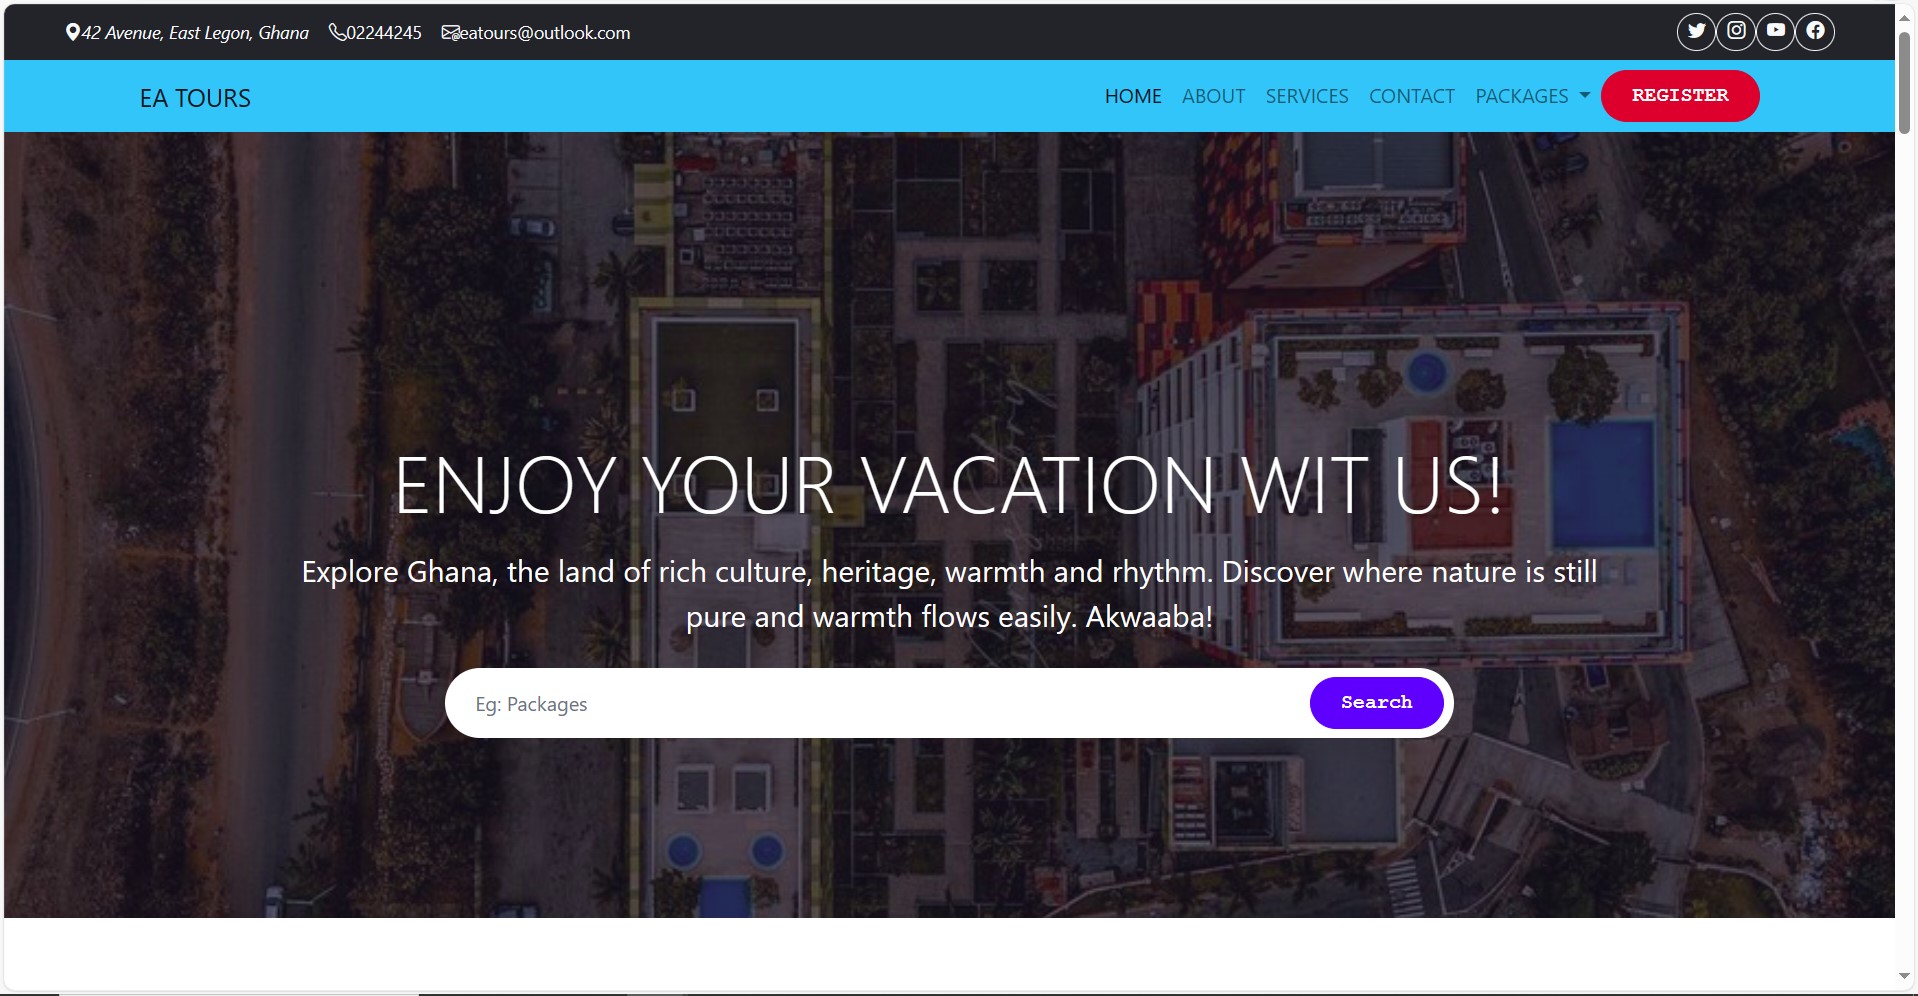 42 Avenue, East Legon, Ghana 02244245 eatours@outlook.com
EA TOURS HOME ABOUT SERVICES CONTACT PACKAGES REGISTER
ENJOY YOUR VACATION WIT US!
Explore Ghana, the land of rich culture, heritage, warmth and rhythm. Discover where nature is still
pure and warmth flows easily. Akwaaba!
Eg: Packages Search